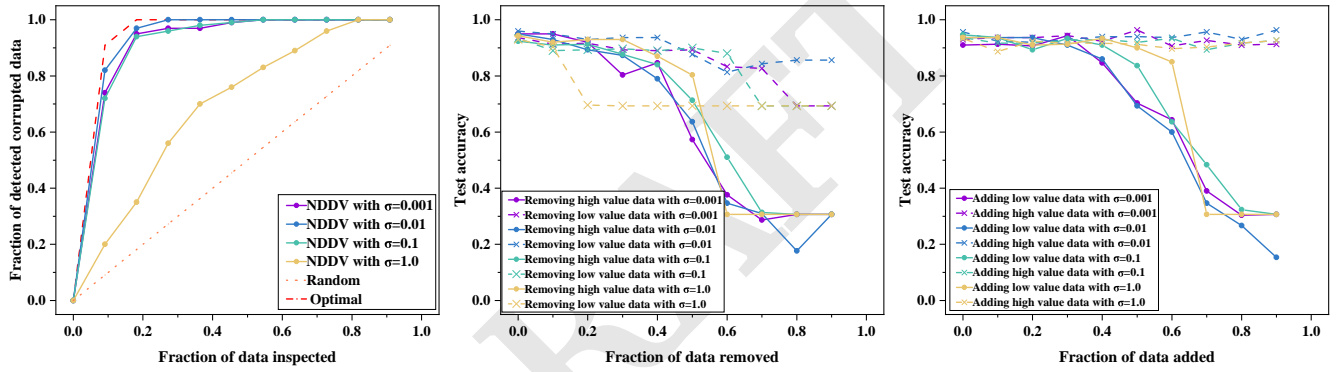 Fraction of detected corrupted data
1.0
0.8
0.6
0.4
0.2
0.0
NDDV with σ=0.001
NDDV with σ=0.01
NDDV with σ=0.1
NDDV with σ=1.0
Random
Optimal
0.0 0.2 0.4 0.6 0.8 1.0
Fraction of data inspected
Test accuracy
1.0
0.8
0.6
0.4
0.2
0.0
Removing high value data with σ=0.001
Removing low value data with σ=0.001
Removing high value data with σ=0.01
Removing low value data with σ=0.01
Removing high value data with σ=0.1
Removing low value data with σ=0.1
Removing high value data with σ=1.0
Removing low value data with σ=1.0
0.0 0.2 0.4 0.6 0.8 1.0
Fraction of data removed
Test accuracy
1.0
0.8
0.6
0.4
0.2
0.0
Adding low value data with σ=0.001
Adding high value data with σ=0.001
Adding low value data with σ=0.01
Adding high value data with σ=0.01
Adding low value data with σ=0.1
Adding high value data with σ=0.1
Adding low value data with σ=1.0
Adding high value data with σ=1.0
0.0 0.2 0.4 0.6 0.8 1.0
Fraction of data added